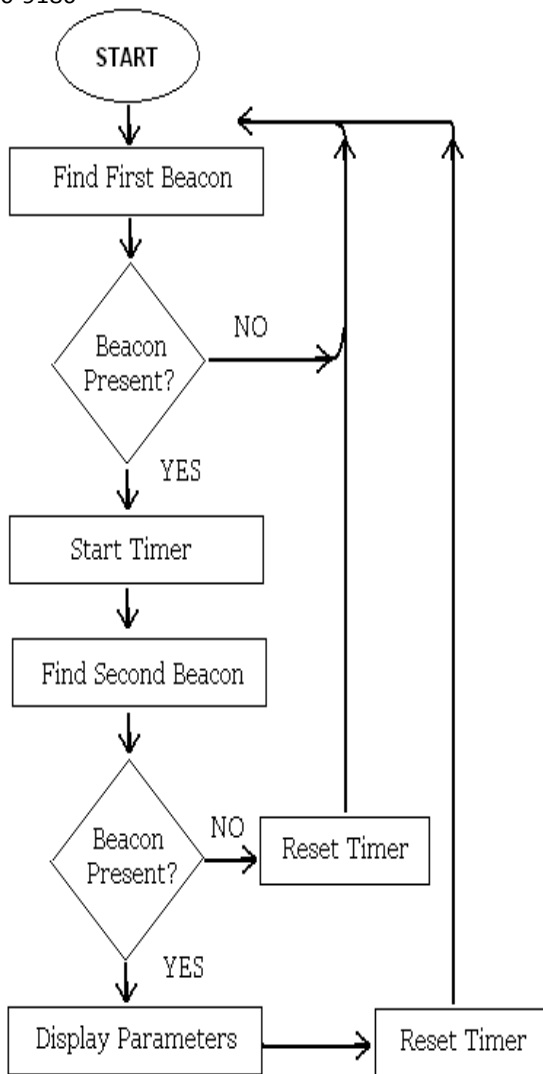 START
Find First Beacon
Beacon
Present?
NO
YES
Start Timer
Find Second Beacon
Beacon
Present?
NO
Reset Timer
YES
Display Parameters
Reset Timer